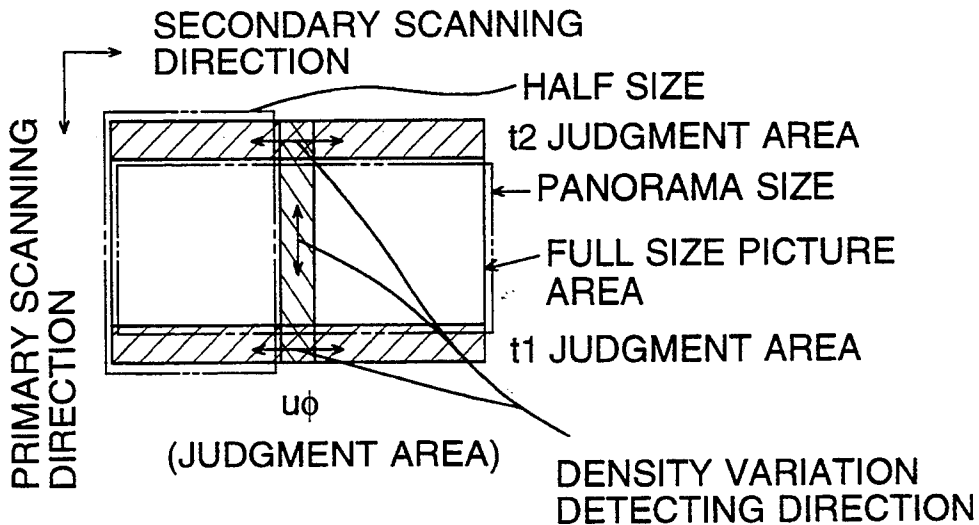 SECONDARY SCANNING
DIRECTION
HALF SIZE
t2 JUDGMENT AREA
PANORAMA SIZE
FULL SIZE PICTURE
AREA
t1 JUDGMENT AREA
PRIMARY SCANNING
DIRECTION
uϕ
(JUDGMENT AREA)
DENSITY VARIATION
DETECTING DIRECTION